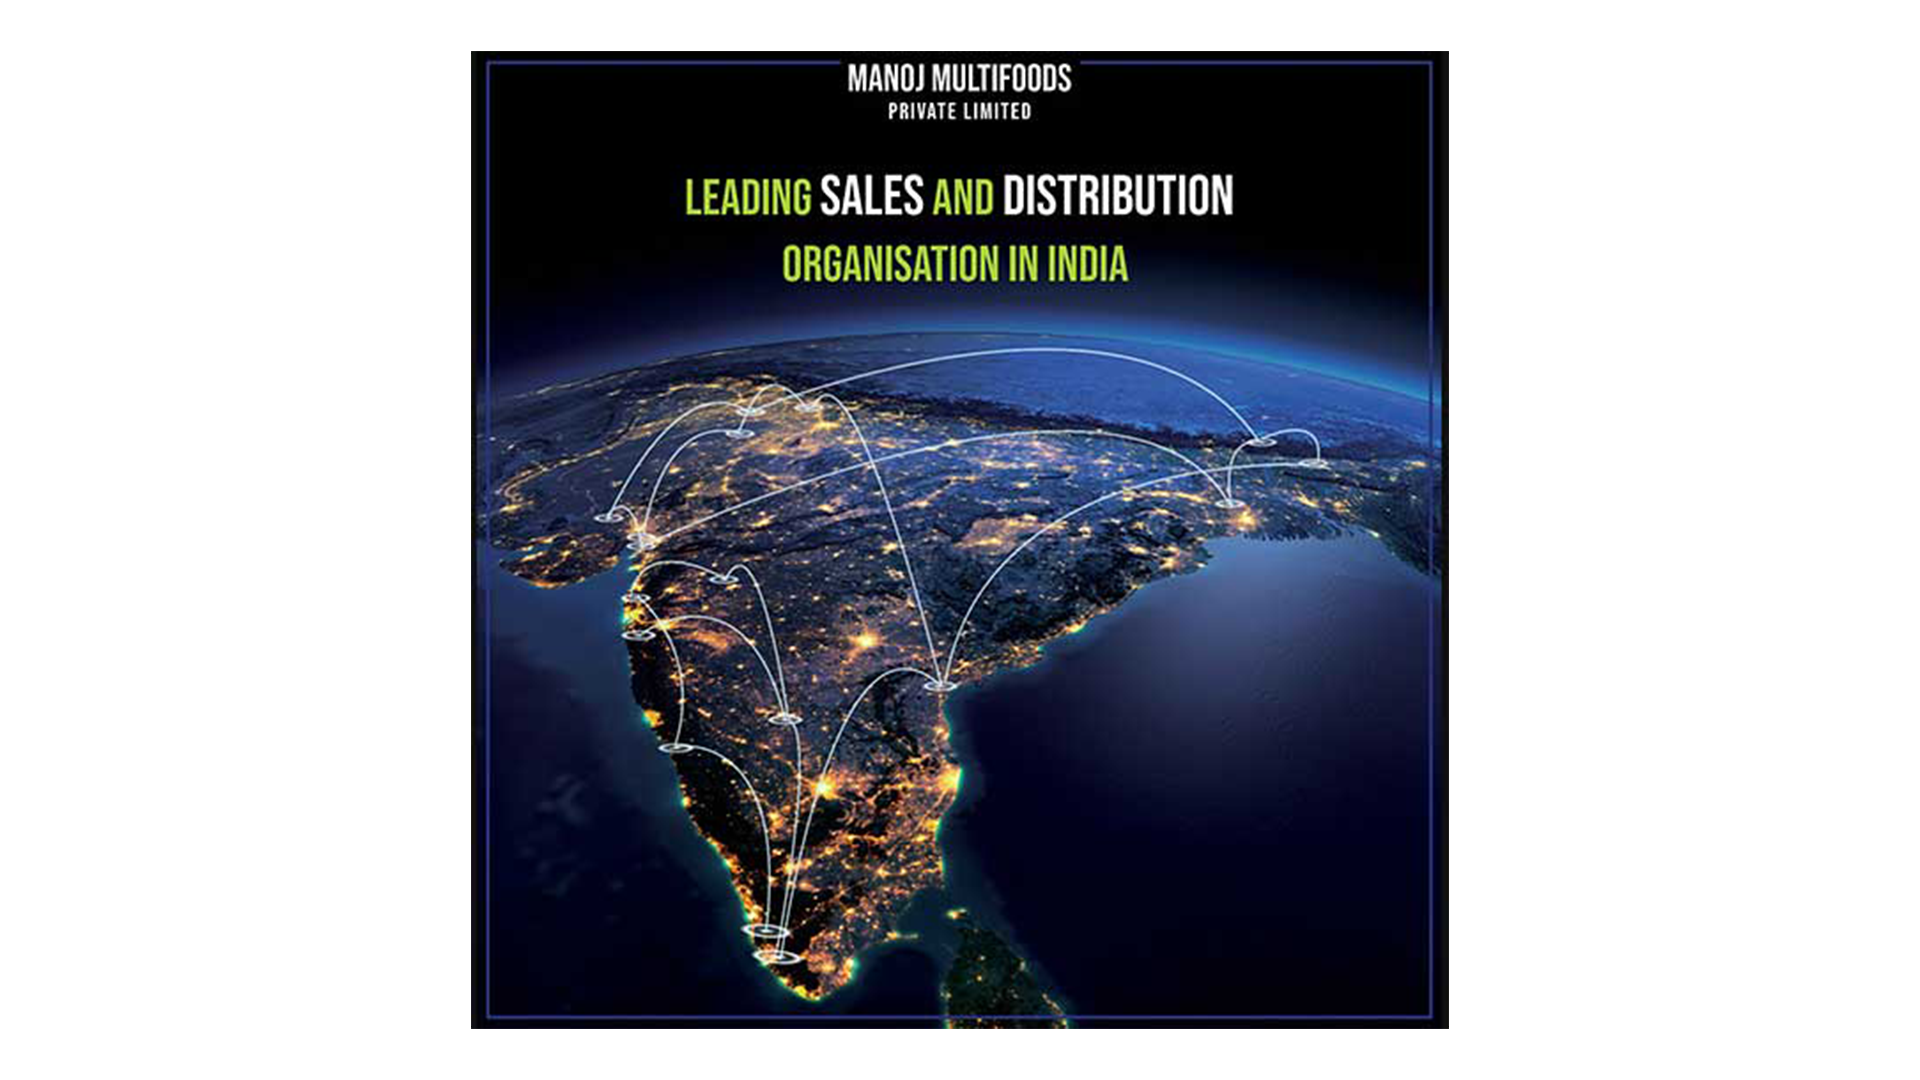 MANOJ MULTIFOODS
PRIVATE LIMITED
LEADING SALES AND DISTRIBUTION
ORGANISATION IN INDIA